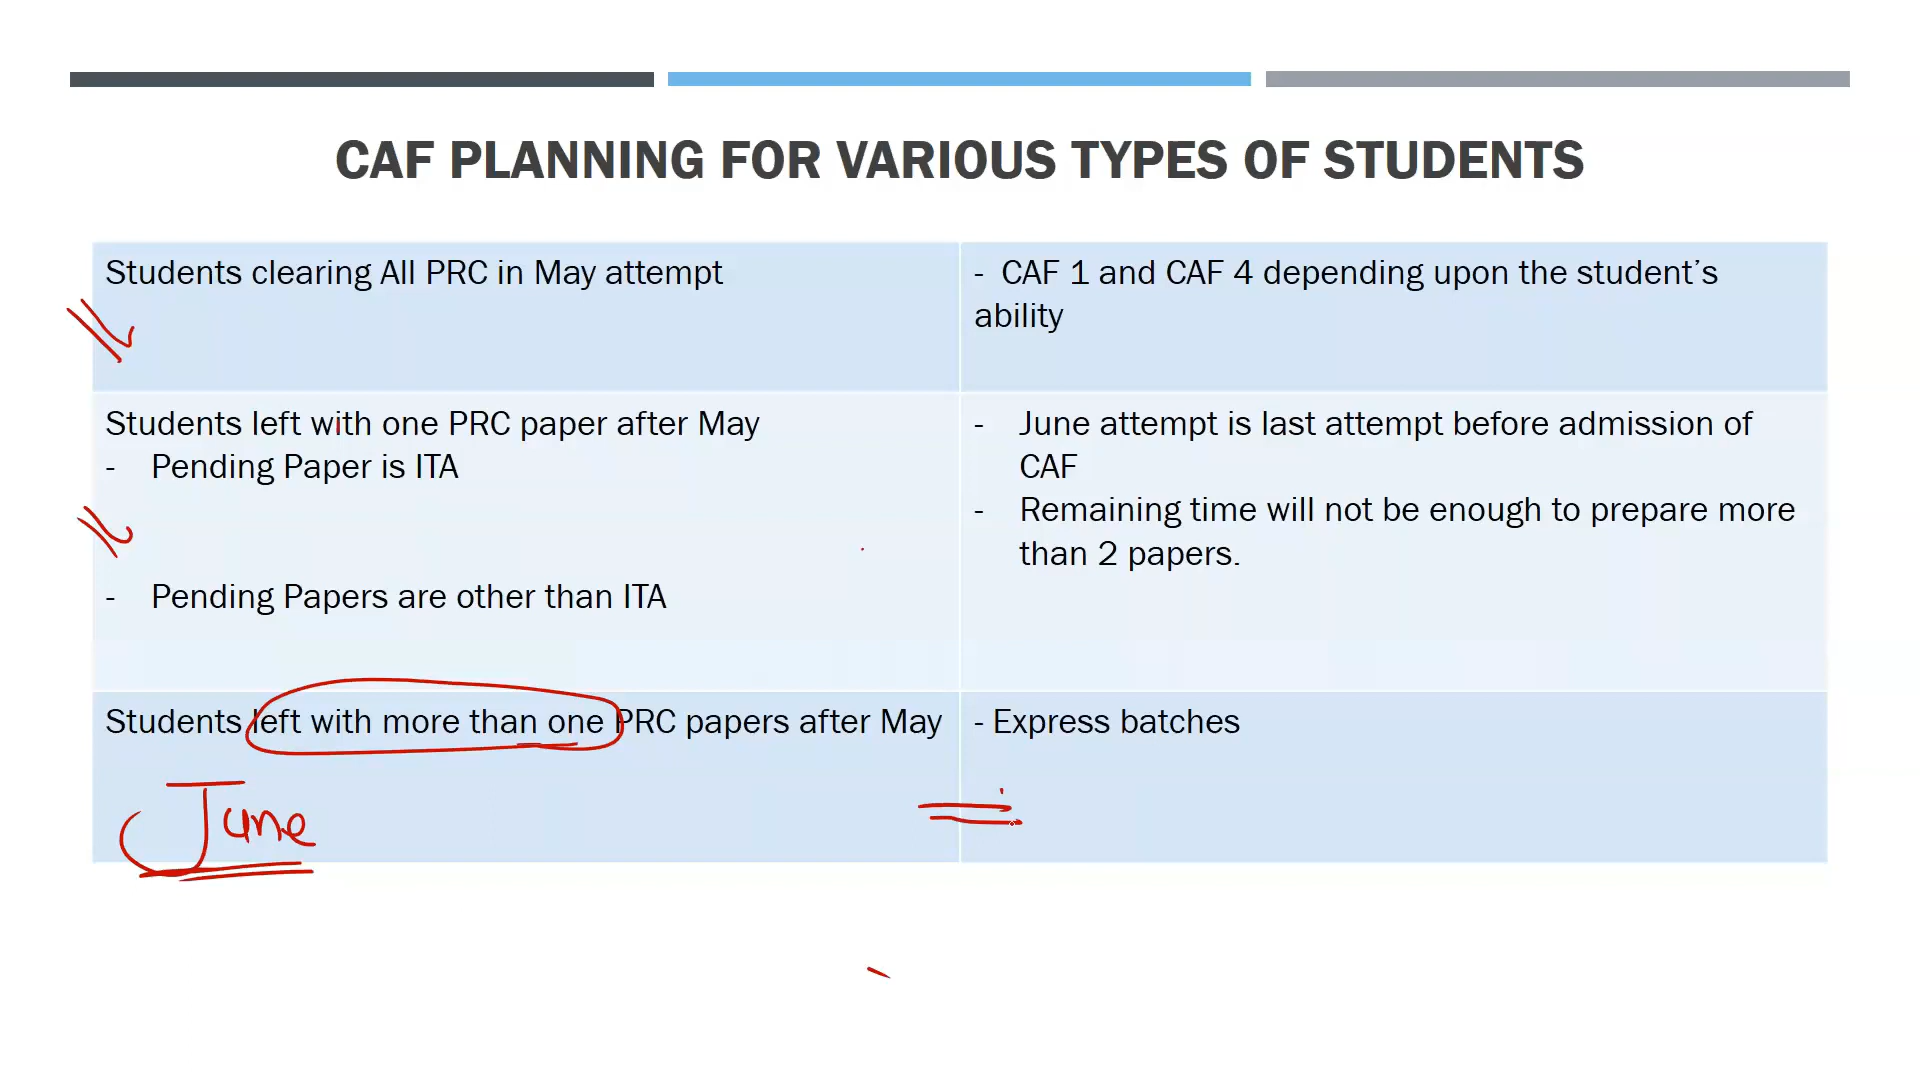 CAF PLANNING FOR VARIOUS TYPES OF STUDENTS
Students clearing All PRC in May attempt
- CAF 1 and CAF 4 depending upon the student’s
ability
Students left with one PRC paper after May
- Pending Paper is ITA
- Pending Papers are other than ITA
- June attempt is last attempt before admission of
CAF
- Remaining time will not be enough to prepare more
than 2 papers.
Students left with more than one PRC papers after May
- Express batches
June